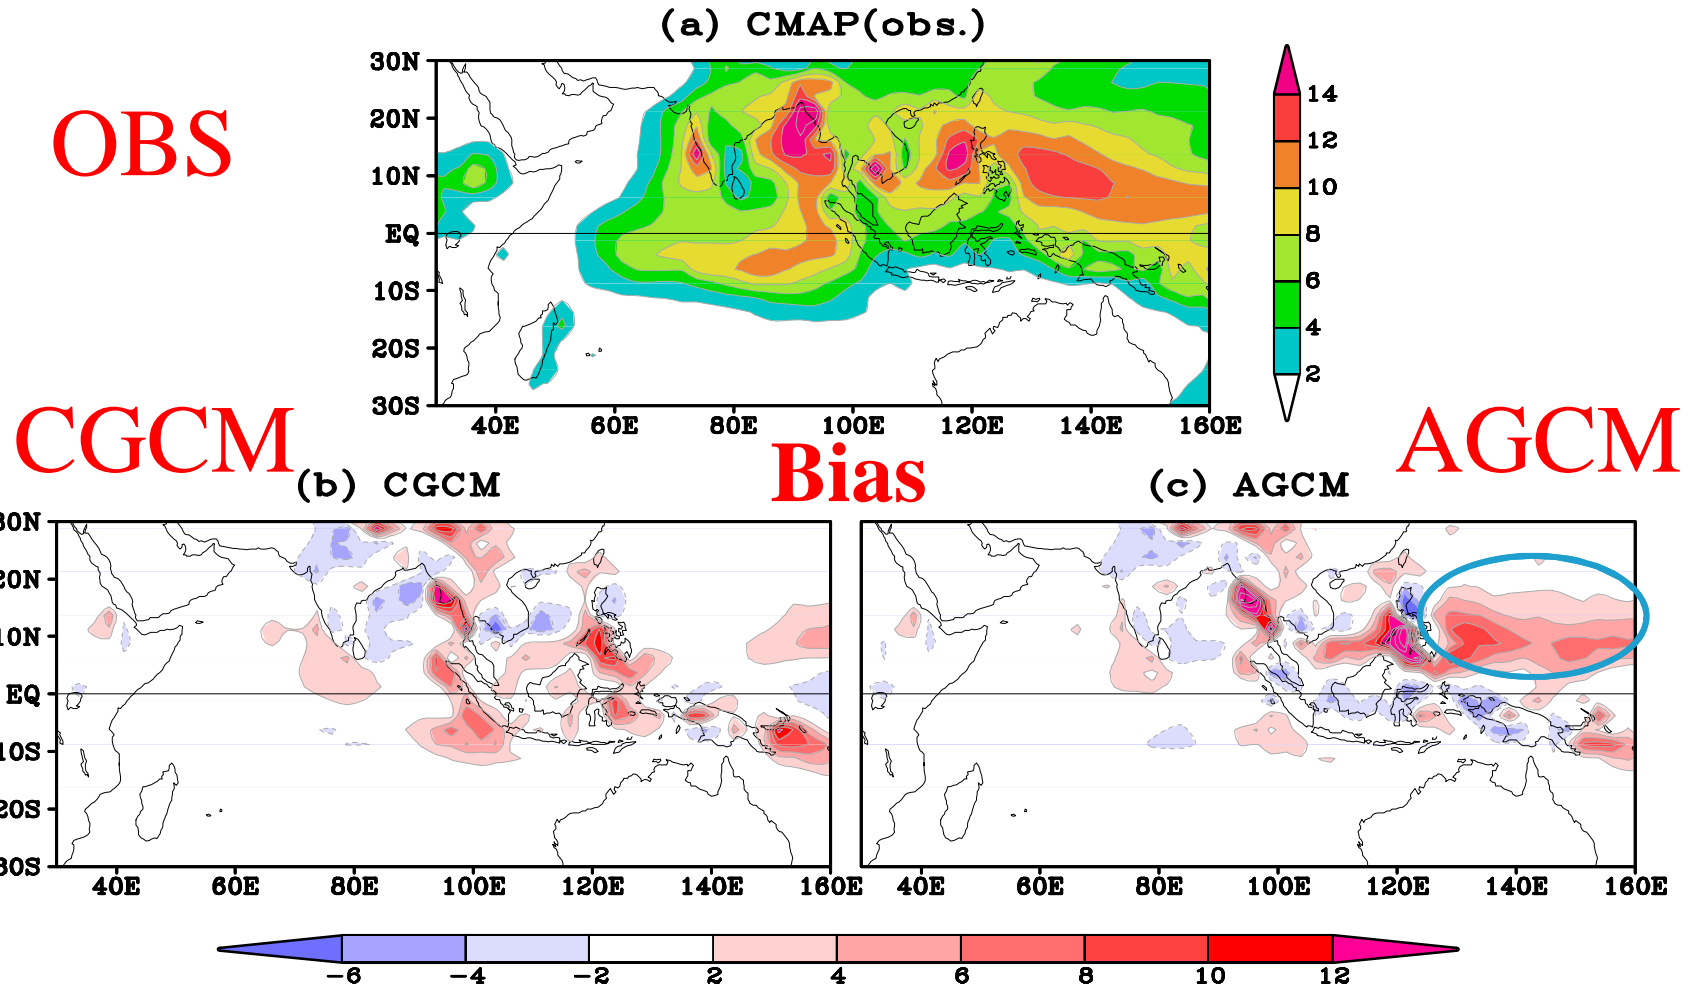 (a) CMAP(obs.)
OBS
30N
20N
10N
EQ
10S
20S
30S
40E 60E 80E 100E 120E 140E 160E
14
12
10
8
6
4
2
CGCM
AGCM
Bias
(b) CGCM
(c) AGCM
30N
20N
10N
EQ
10S
20S
30S
40E 60E 80E 100E 120E 140E 160E
40E 60E 80E 100E 120E 140E 160E
-6 -4 -2 2 4 6 8 10 12